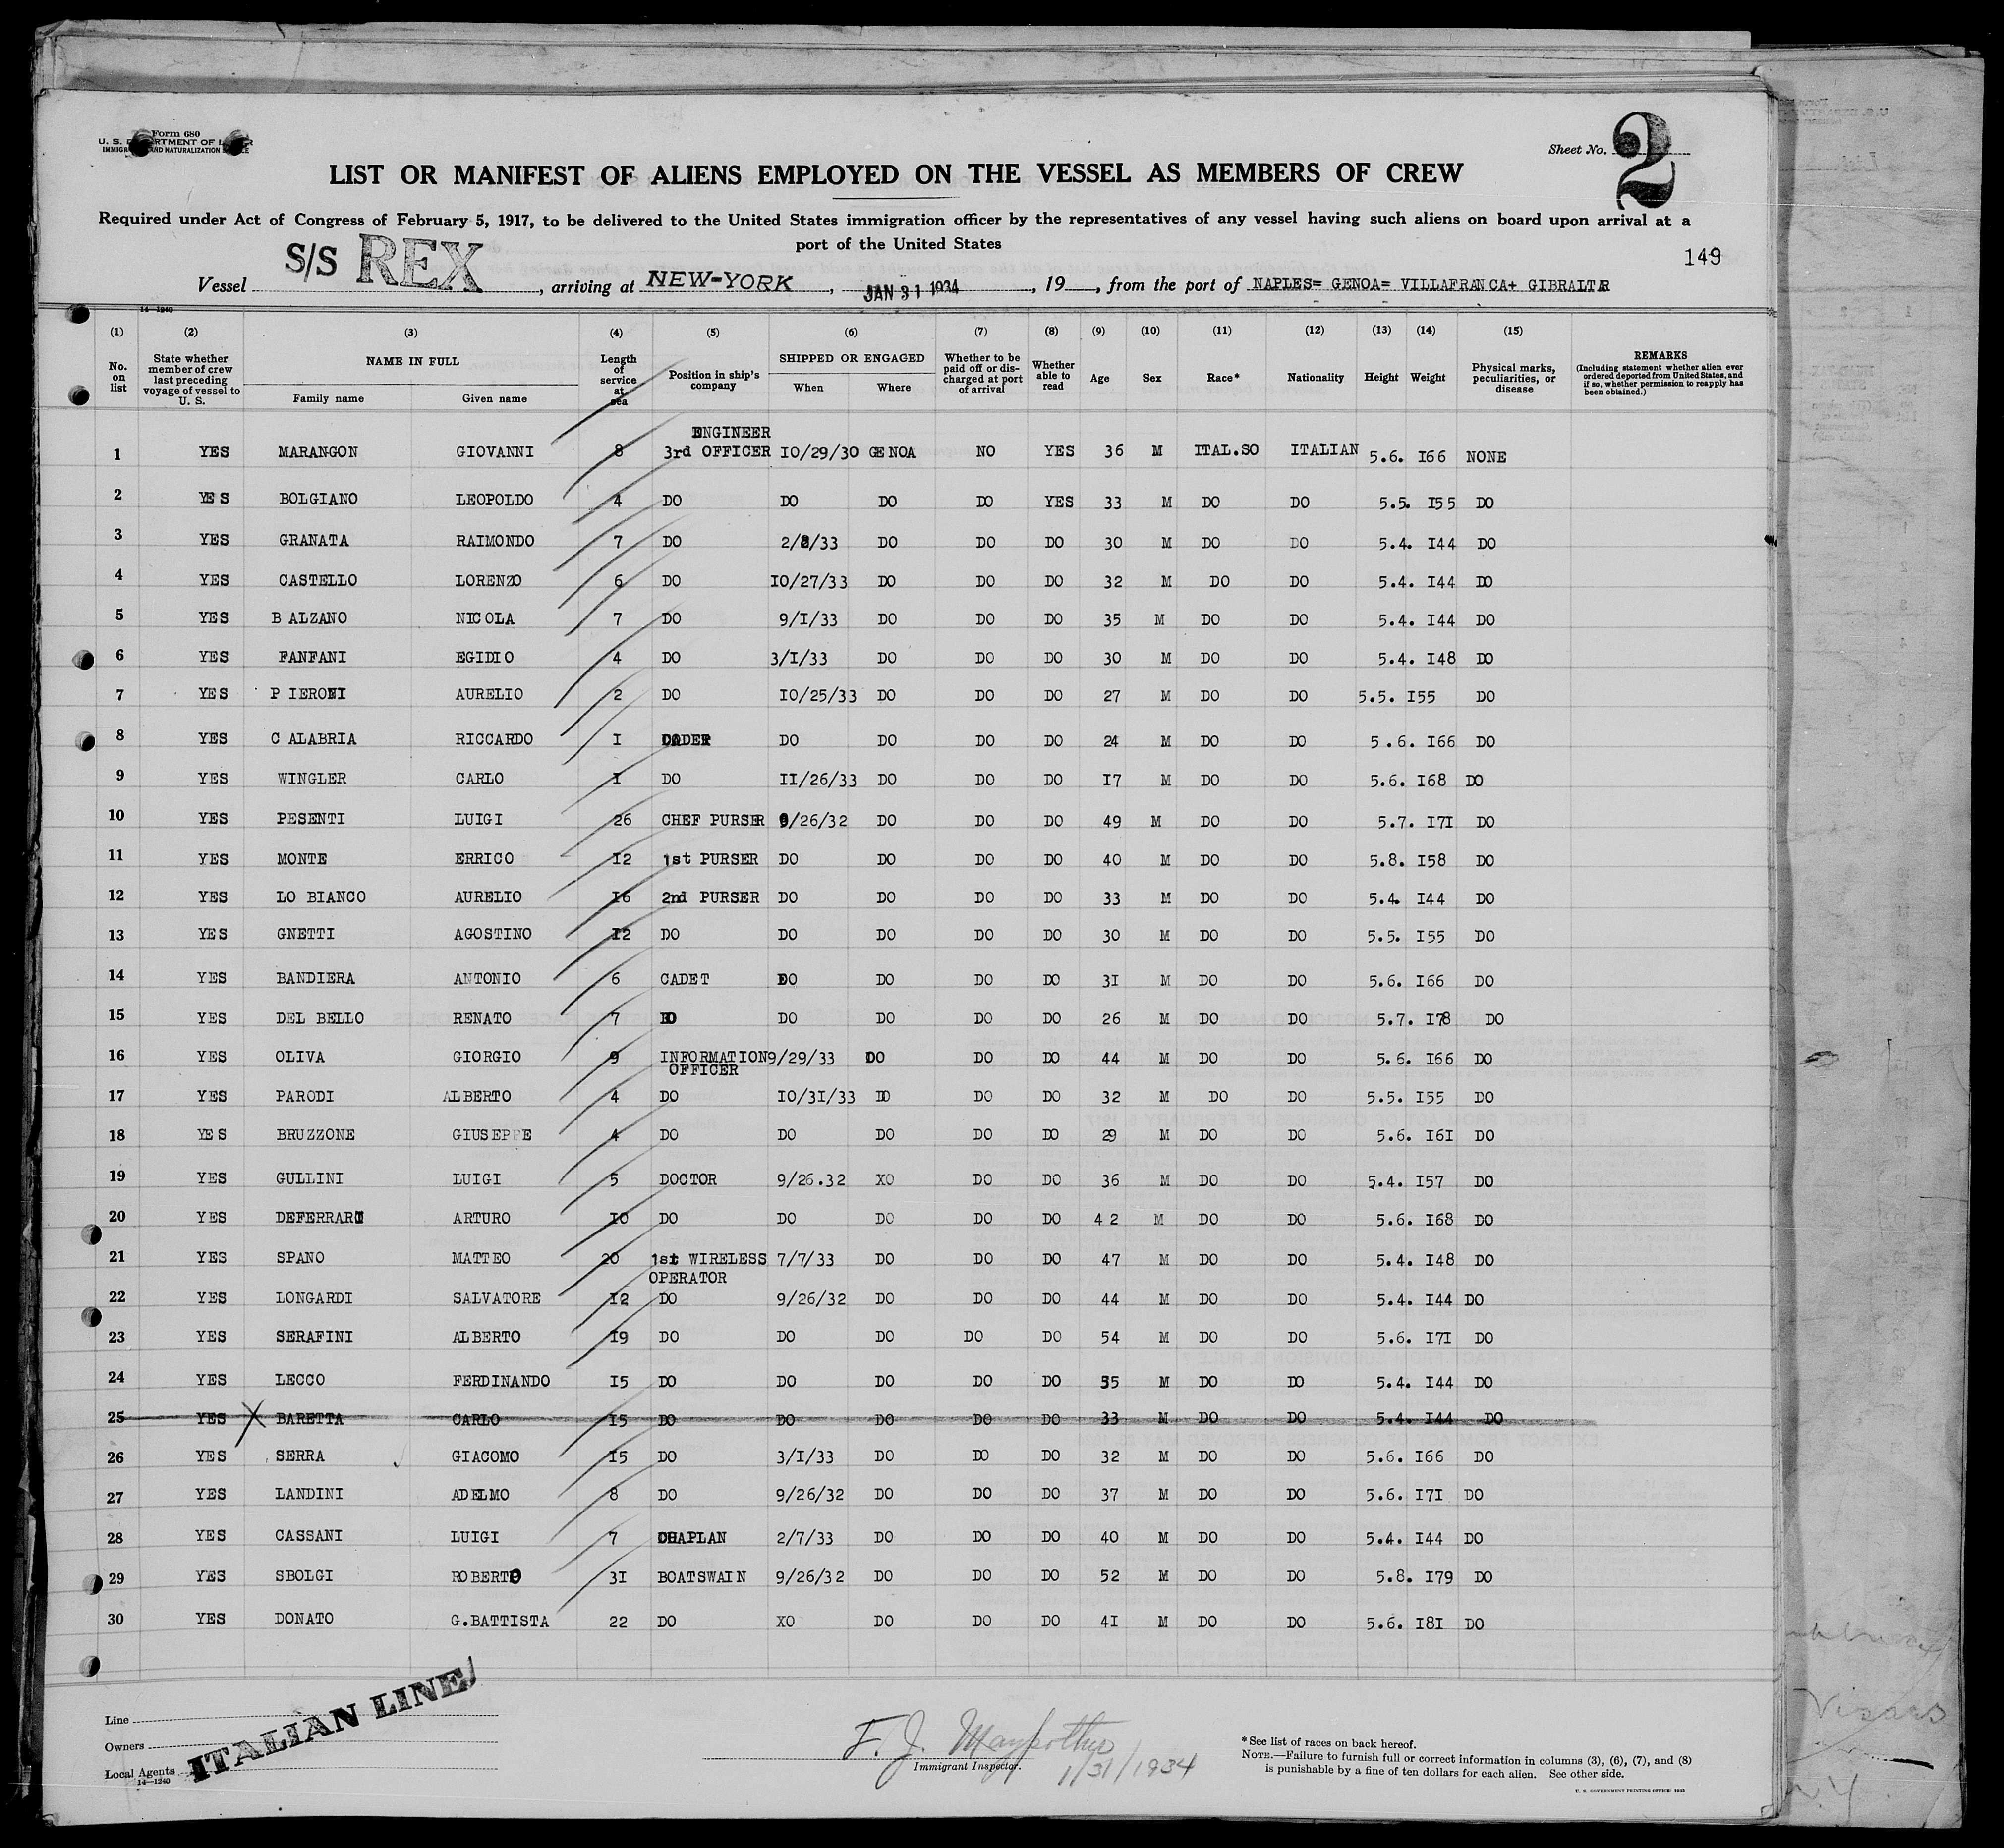 Form 680
U. S. DEPARTMENT OF LABOR
IMMIGRATION AND NATURALIZATION SERVICE
Sheet No. 2
LIST OR MANIFEST OF ALIENS EMPLOYED ON THE VESSEL AS MEMBERS OF CREW
Required under Act of Congress of February 5, 1917, to be delivered to the United States immigration officer by the representatives of any vessel having such aliens on board upon arrival at a
port of the United States
149
Vessel S/S REX, arriving at NEW-YORK, JAN 31 1934, 19, from the port of NAPLES= GENOA= VILLAFRANCA+ GIBRALTR
14—1240
(1) (2) (3) (4) (5) (6) (7) (8) (9) (10) (11) (12) (13) (14) (15)
No. on list State whether member of crew last preceding voyage of vessel to U. S. NAME IN FULL Family name Given name Length of service at sea Position in ship's company SHIPPED OR ENGAGED When Where Whether to be paid off or discharged at port of arrival Whether able to read Age Sex Race* Nationality Height Weight Physical marks, peculiarities, or disease REMARKS (Including statement whether alien ever ordered deported from United States, and if so, whether permission to reapply has been obtained.)
ENGINEER
1 YES MARANGON GIOVANNI 8 3rd OFFICER IO/29/30 GENOA NO YES 36 M ITAL.SO ITALIAN 5.6. I66 NONE
2 YES BOLGIANO LEOPOLDO 4 DO DO DO DO YES 33 M DO DO 5.5. I55 DO
3 YES GRANATA RAIMONDO 7 DO 2/8/33 DO DO DO 30 M DO DO 5.4. I44 DO
4 YES CASTELLO LORENZO 6 DO IO/27/33 DO DO DO 32 M DO DO 5.4. I44 DO
5 YES B ALZANO NICOLA 7 DO 9/I/33 DO DO DO 35 M DO DO 5.4. I44 DO
6 YES FANFANI EGIDIO 4 DO 3/I/33 DO DO DO 30 M DO DO 5.4. I48 DO
7 YES P IERONI AURELIO 2 DO IO/25/33 DO DO DO 27 M DO DO 5.5. I55 DO
8 YES C ALABRIA RICCARDO I DO DO DO DO 24 M DO DO 5.6. I66 DO
9 YES WINGLER CARLO I DO II/26/33 DO DO DO I7 M DO DO 5.6. I68 DO
10 YES PESENTI LUIGI 26 CHEF PURSER 9/26/32 DO DO DO 49 M DO DO 5.7. I7I DO
11 YES MONTE ERRICO I2 1st PURSER DO DO DO DO 40 M DO DO 5.8. I58 DO
12 YES LO BIANCO AURELIO I6 2nd PURSER DO DO DO DO 33 M DO DO 5.4. I44 DO
13 YES GNETTI AGOSTINO I2 DO DO DO DO DO 30 M DO DO 5.5. I55 DO
14 YES BANDIERA ANTONIO 6 CADET DO DO DO DO 3I M DO DO 5.6. I66 DO
15 YES DEL BELLO RENATO 7 DO DO DO DO DO 26 M DO DO 5.7. I78 DO
16 YES OLIVA GIORGIO 9 INFORMATION 9/29/33 DO DO DO 44 M DO DO 5.6. I66 DO
OFFICER
17 YES PARODI ALBERTO 4 DO IO/3I/33 DO DO DO 32 M DO DO 5.5. I55 DO
18 YES BRUZZONE GIUSEPPE 4 DO DO DO DO DO 29 M DO DO 5.6. I6I DO
19 YES GULLINI LUIGI 5 DOCTOR 9/26.32 XO DO DO 36 M DO DO 5.4. I57 DO
20 YES DEFERRARI ARTURO IO DO DO DO DO DO 4 2 M DO DO 5.6. I68 DO
21 YES SPANO MATTEO 20 1st WIRELESS 7/7/33 DO DO DO 47 M DO DO 5.4. I48 DO
OPERATOR
22 YES LONGARDI SALVATORE I2 DO 9/26/32 DO DO DO 44 M DO DO 5.4. I44 DO
23 YES SERAFINI ALBERTO I9 DO DO DO DO DO 54 M DO DO 5.6. I7I DO
24 YES LECCO FERDINANDO I5 DO DO DO DO DO 35 M DO DO 5.4. I44 DO
25 YES X BARETTA CARLO I5 DO DO DO DO DO 33 M DO DO 5.4. I44 DO
26 YES SERRA GIACOMO I5 DO 3/I/33 DO DO DO 32 M DO DO 5.6. I66 DO
27 YES LANDINI ADELMO 8 DO 9/26/32 DO DO DO 37 M DO DO 5.6. I7I DO
28 YES CASSANI LUIGI 7 CHAPLAN 2/7/33 DO DO DO 40 M DO DO 5.4. I44 DO
29 YES SBOLGI ROBERTO 3I BOATSWAIN 9/26/32 DO DO DO 52 M DO DO 5.8. I79 DO
30 YES DONATO G.BATTISTA 22 DO XO DO DO DO 4I M DO DO 5.6. I8I DO
Line
Owners
Local Agents
ITALIAN LINE
14—1240
F. J.
Immigrant Inspector.
1/31/1934
*See list of races on back hereof.
NOTE.—Failure to furnish full or correct information in columns (3), (6), (7), and (8)
is punishable by a fine of ten dollars for each alien. See other side.
U. S. GOVERNMENT PRINTING OFFICE: 1933